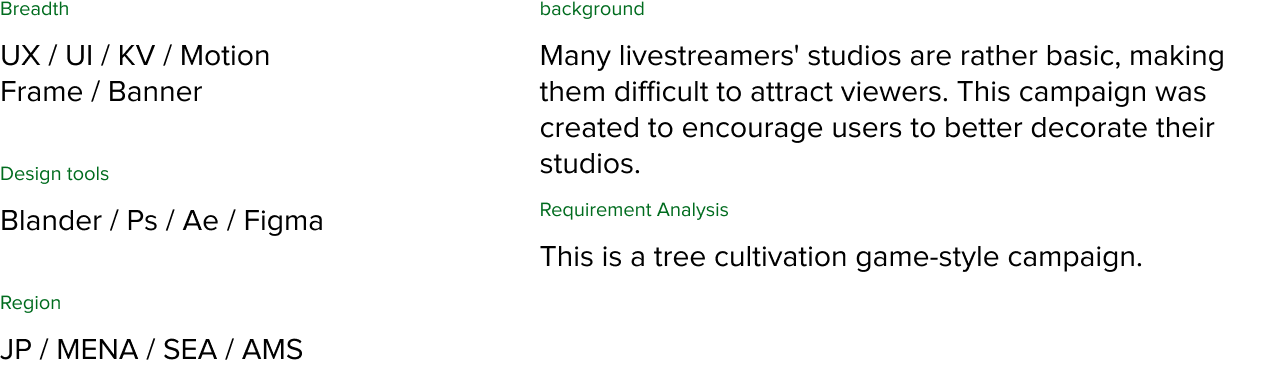 Breadth
UX / UI / KV / Motion
Frame / Banner
Design tools
Blander / Ps / Ae / Figma
Region
JP / MENA / SEA / AMS
background
Many livestreamers' studios are rather basic, making
them difficult to attract viewers. This campaign was
created to encourage users to better decorate their
studios.
Requirement Analysis
This is a tree cultivation game-style campaign.